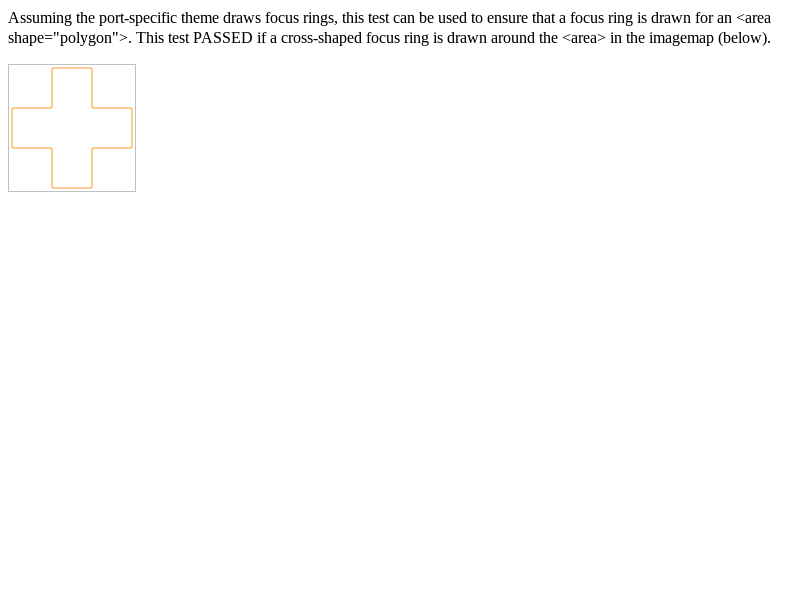 Assuming the port-specific theme draws focus rings, this test can be used to ensure that a focus ring is drawn for an <area
shape="polygon">. This test PASSED if a cross-shaped focus ring is drawn around the <area> in the imagemap (below).